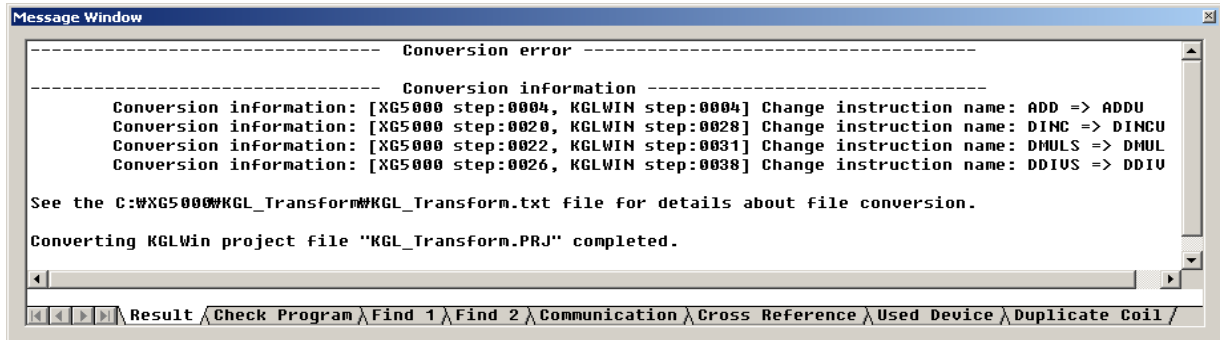 Message Window
--------------------------------- Conversion error -------------------------------------
--------------------------------- Conversion information --------------------------------
Conversion information: [XG5000 step:0004, KGLWIN step:0004] Change instruction name: ADD => ADDU
Conversion information: [XG5000 step:0020, KGLWIN step:0028] Change instruction name: DINC => DINCU
Conversion information: [XG5000 step:0022, KGLWIN step:0031] Change instruction name: DMULS => DMUL
Conversion information: [XG5000 step:0026, KGLWIN step:0038] Change instruction name: DDIVS => DDIV
See the C:₩XG5000₩KGL_Transform₩KGL_Transform.txt file for details about file conversion.
Converting KGLWin project file "KGL_Transform.PRJ" completed.
Result Check Program Find 1 Find 2 Communication Cross Reference Used Device Duplicate Coil